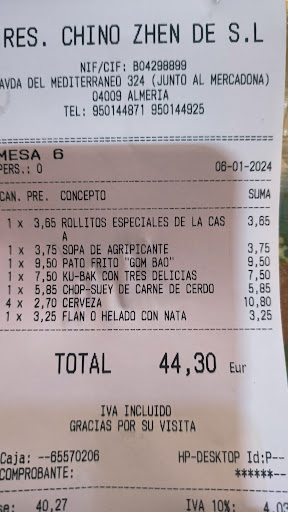 RES. CHINO ZHEN DE S.L
NIF/CIF: B04298899
AVDA DEL MEDITERRANEO 324 (JUNTO AL MERCADONA)
04009 ALMERIA
TEL: 950144871 950144925
MESA 6
PERS.: 0 06-01-2024
CAN. PRE. CONCEPTO SUMA
1 x 3,65 ROLLITOS ESPECIALES DE LA CAS 3,65
A
1 x 3,75 SOPA DE AGRIPICANTE 3,75
1 x 9,50 PATO FRITO "GOM BAO" 9,50
1 x 7,50 KU-BAK CON TRES DELICIAS 7,50
1 x 5,85 CHOP-SUEY DE CARNE DE CERDO 5,85
4 x 2,70 CERVEZA 10,80
1 x 3,25 FLAN O HELADO CON NATA 3,25
TOTAL 44,30 Eur
IVA INCLUIDO
GRACIAS POR SU VISITA
Caja: --65570206 HP-DESKTOP Id:P--
COMPROBANTE: ******--
se: 40,27 IVA 10%: 4,03